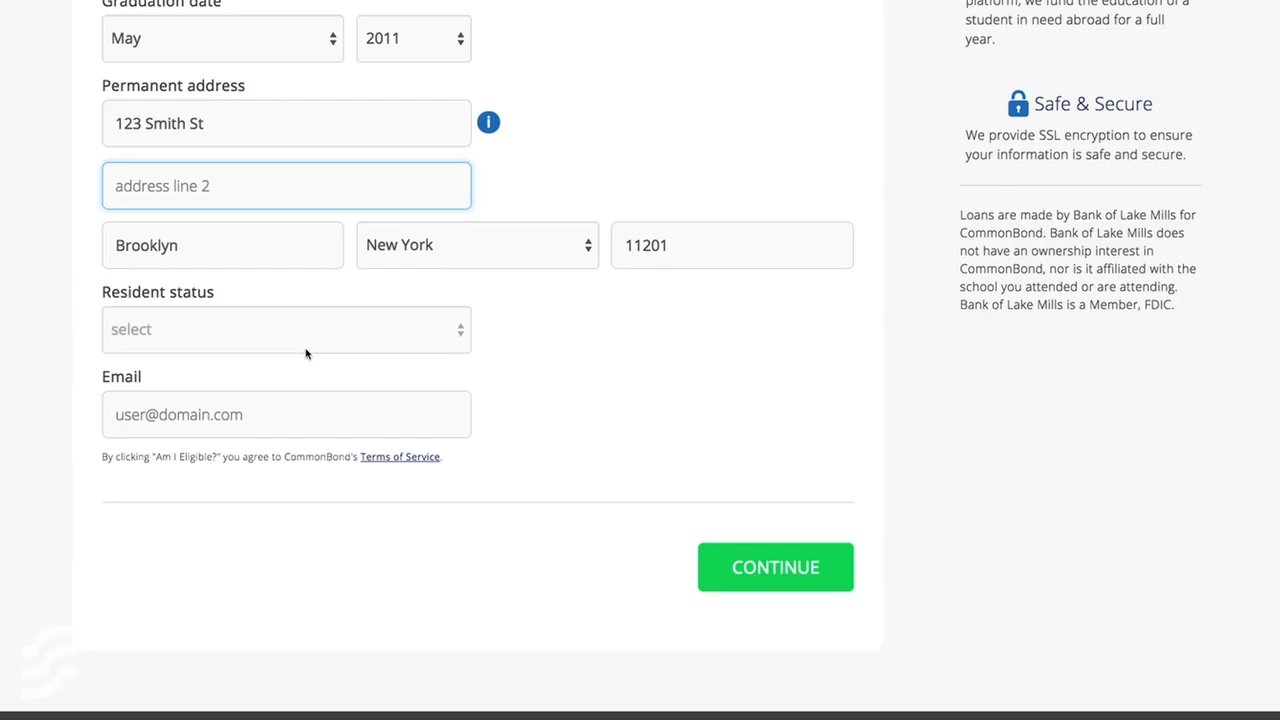 Graduation date
May
2011
Permanent address
123 Smith St
i
address line 2
Brooklyn
New York
11201
Resident status
select
Email
user@domain.com
By clicking "Am I Eligible?" you agree to CommonBond's Terms of Service.
CONTINUE
platform, we fund the education of a
student in need abroad for a full
year.
Safe & Secure
We provide SSL encryption to ensure
your information is safe and secure.
Loans are made by Bank of Lake Mills for
CommonBond. Bank of Lake Mills does
not have an ownership interest in
CommonBond, nor is it affiliated with the
school you attended or are attending.
Bank of Lake Mills is a Member, FDIC.